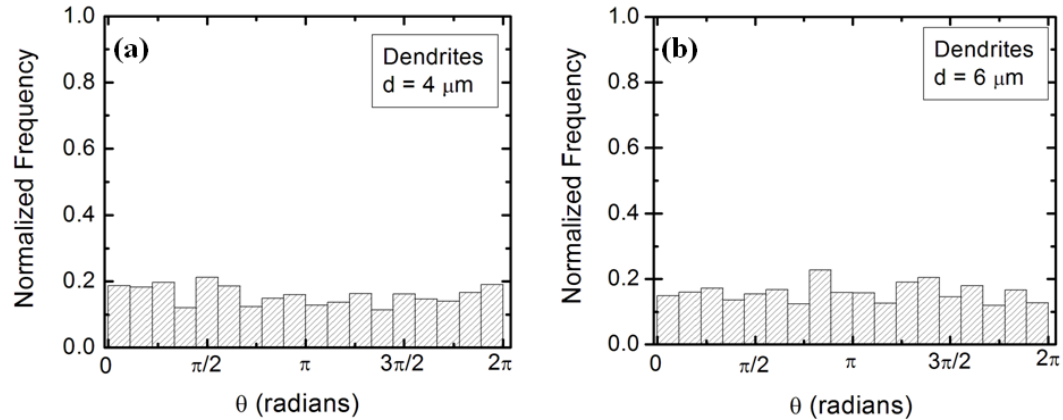 (a)
Dendrites
d = 4 μm
Normalized Frequency
1.0
0.8
0.6
0.4
0.2
0.0
0
π/2
π
3π/2
2π
θ (radians)
(b)
Dendrites
d = 6 μm
Normalized Frequency
1.0
0.8
0.6
0.4
0.2
0.0
0
π/2
π
3π/2
2π
θ (radians)